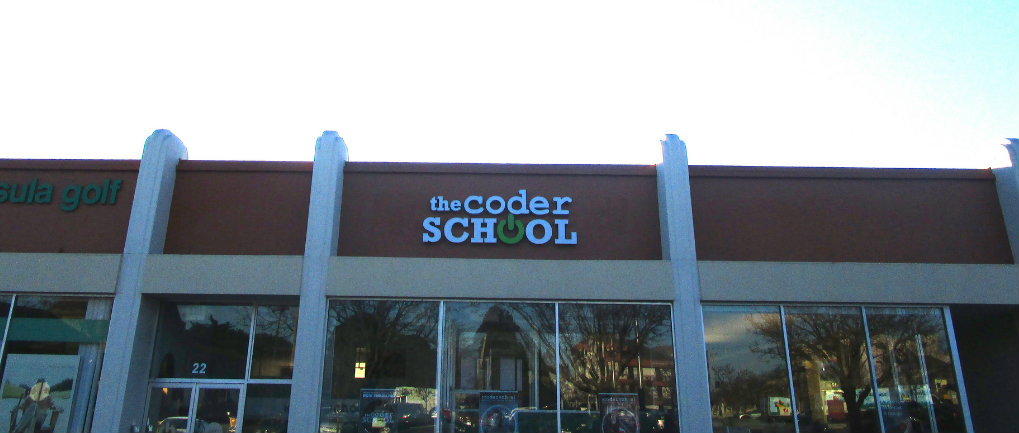 sula golf
the coder
SCHOOL
22